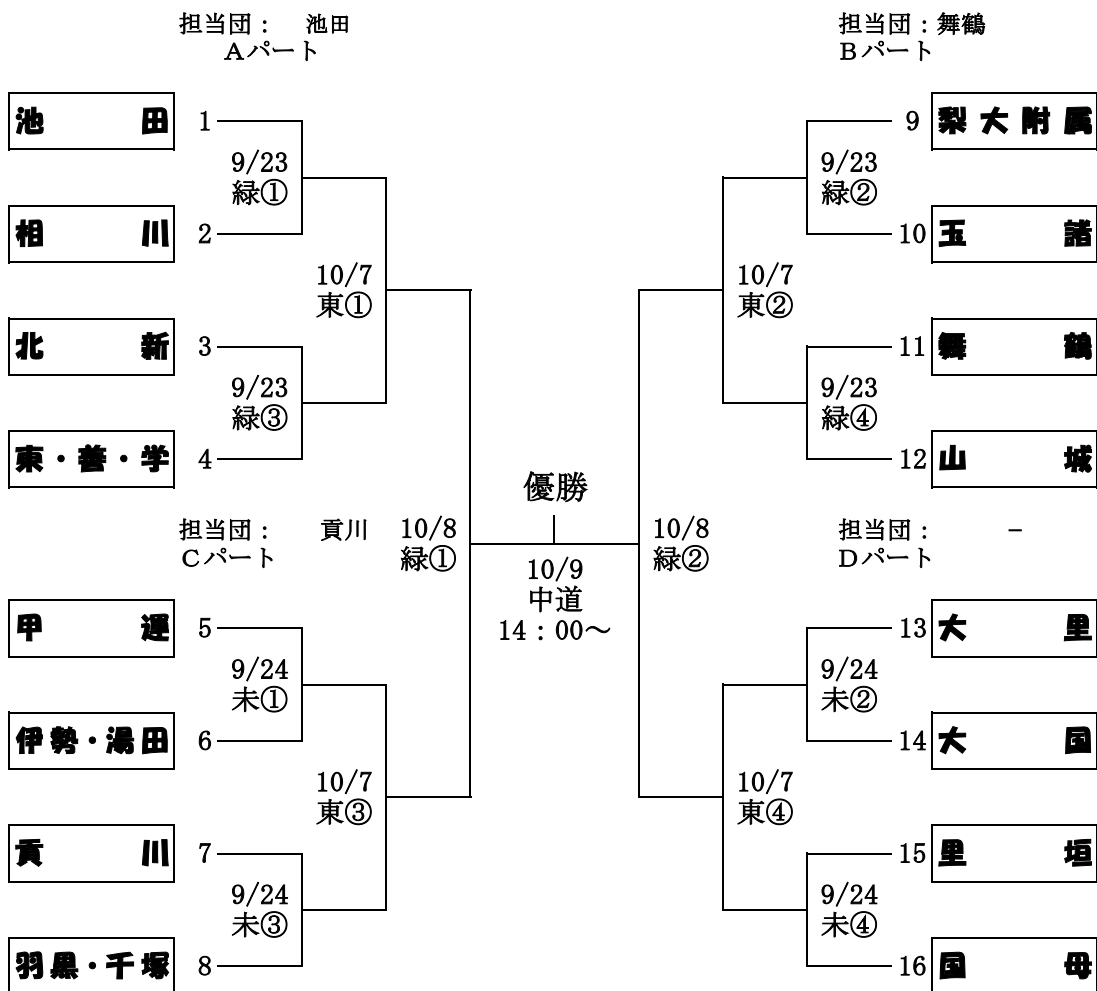 担当団： 池田
Aパート
担当団：舞鶴
Bパート
池田 1
9 梨大附属
9/23
緑①
9/23
緑②
相川 2
10 玉諸
10/7
東①
10/7
東②
北新 3
11 舞鶴
9/23
緑③
9/23
緑④
東・善・学 4
12 山城
優勝
担当団： 貢川
Cパート
10/8
緑①
10/8
緑②
担当団： －
Dパート
10/9
中道
14：00～
甲運 5
13 大里
9/24
未①
9/24
未②
伊勢・湯田 6
14 大国
10/7
東③
10/7
東④
貢川 7
15 里垣
9/24
未③
9/24
未④
羽黒・千塚 8
16 国母